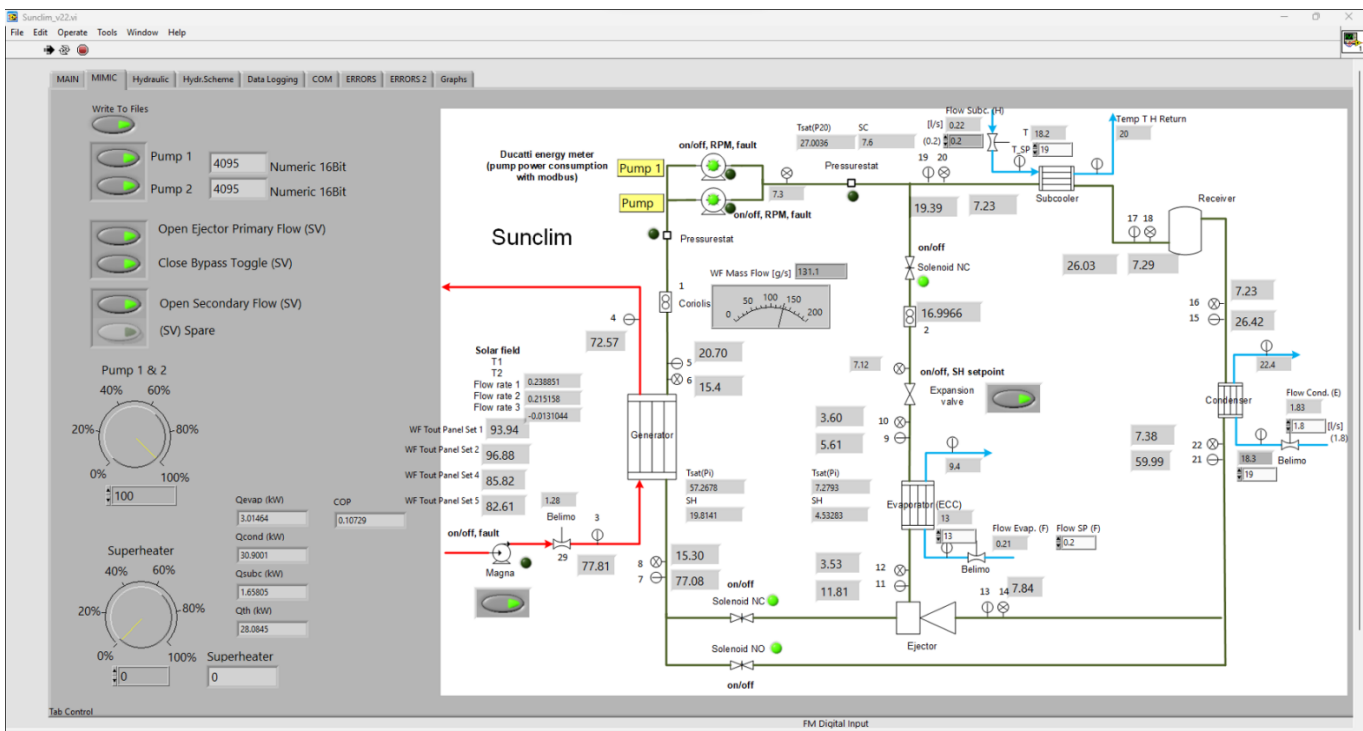 Sunclim_v22.vi
File Edit Operate Tools Window Help
MAIN MIMIC Hydraulic Hydr.Scheme Data Logging COM ERRORS ERRORS 2 Graphs
Write To Files
Pump 1 4095 Numeric 16Bit
Pump 2 4095 Numeric 16Bit
Open Ejector Primary Flow (SV)
Close Bypass Toggle (SV)
Open Secondary Flow (SV)
(SV) Spare
Pump 1 & 2
40% 60%
20% 80%
0% 100%
100
Superheater
40% 60%
20% 80%
0% 100%
0
Superheater
0
Qevap (kW)
3.01464
COP
0.10729
Qcond (kW)
30.9001
Qsubc (kW)
1.65805
Qth (kW)
28.0845
Ducatti energy meter
(pump power consumption
with modbus)
Pump 1
Pump
on/off, RPM, fault
on/off, RPM, fault
Sunclim
Pressurestat
7.3
Tsat(P20) SC
27.0036 7.6
Pressurestat
19 20
19.39 7.23
Flow Subc. (H)
[l/s] 0.22
(0.2) 0.2
T 18.2
T_SP 19
Temp T H Return
20
Subcooler
Receiver
17 18
26.03 7.29
7.23
16
15
26.42
22.4
Condenser
Flow Cond. (E)
1.83
1.8 [l/s]
(1.8)
Belimo
18.3
19
7.38
22
21
59.99
on/off
Solenoid NC
16.9966
2
7.12
on/off, SH setpoint
Expansion
valve
3.60
10
9
5.61
9.4
Tsat(Pi)
7.2793
SH
4.53283
Evaporator (ECC)
13
13
Flow Evap. (F) Flow SP (F)
0.21 0.2
Belimo
3.53
12
11
11.81
13 14 7.84
Ejector
WF Mass Flow [g/s] 131.1
0 50 100 150 200
1
Coriolis
4
72.57
5 20.70
6 15.4
Solar field
T1
T2
Flow rate 1 0.238851
Flow rate 2 0.215158
Flow rate 3 -0.0131044
WF Tout Panel Set 1 93.94
WF Tout Panel Set 2 96.88
WF Tout Panel Set 4 85.82
WF Tout Panel Set 5 82.61
Generator
Tsat(Pi)
57.2678
SH
19.8141
1.28
Belimo
29
3
77.81
on/off, fault
Magna
8 15.30
7 77.08
on/off
Solenoid NC
Solenoid NO
on/off
Tab Control
FM Digital Input